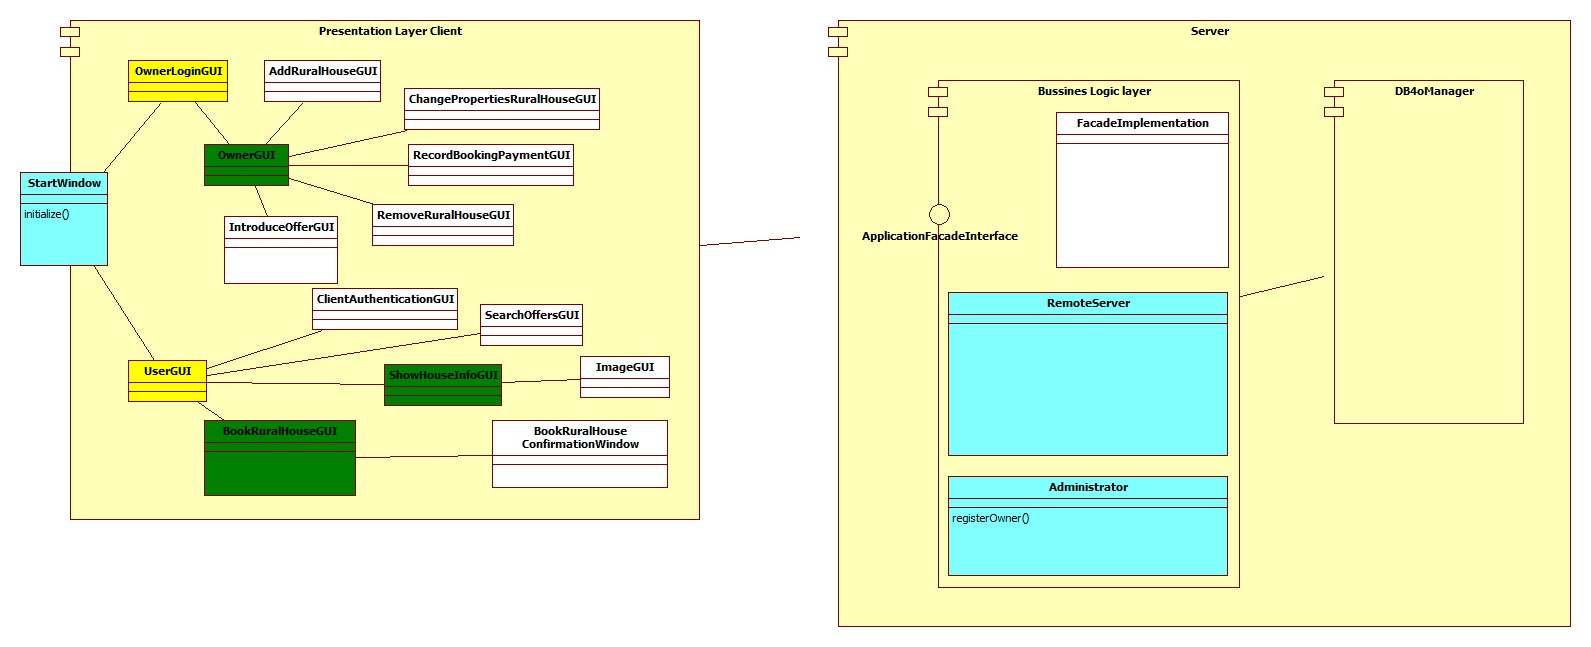 Presentation Layer Client
OwnerLoginGUI
AddRuralHouseGUI
ChangePropertiesRuralHouseGUI
OwnerGUI
RecordBookingPaymentGUI
StartWindow
initialize()
RemoveRuralHouseGUI
IntroduceOfferGUI
ClientAuthenticationGUI
SearchOffersGUI
UserGUI
ShowHouseInfoGUI
ImageGUI
BookRuralHouseGUI
BookRuralHouse
ConfirmationWindow
Server
Bussines Logic layer
DB4oManager
FacadeImplementation
ApplicationFacadeInterface
RemoteServer
Administrator
registerOwner()